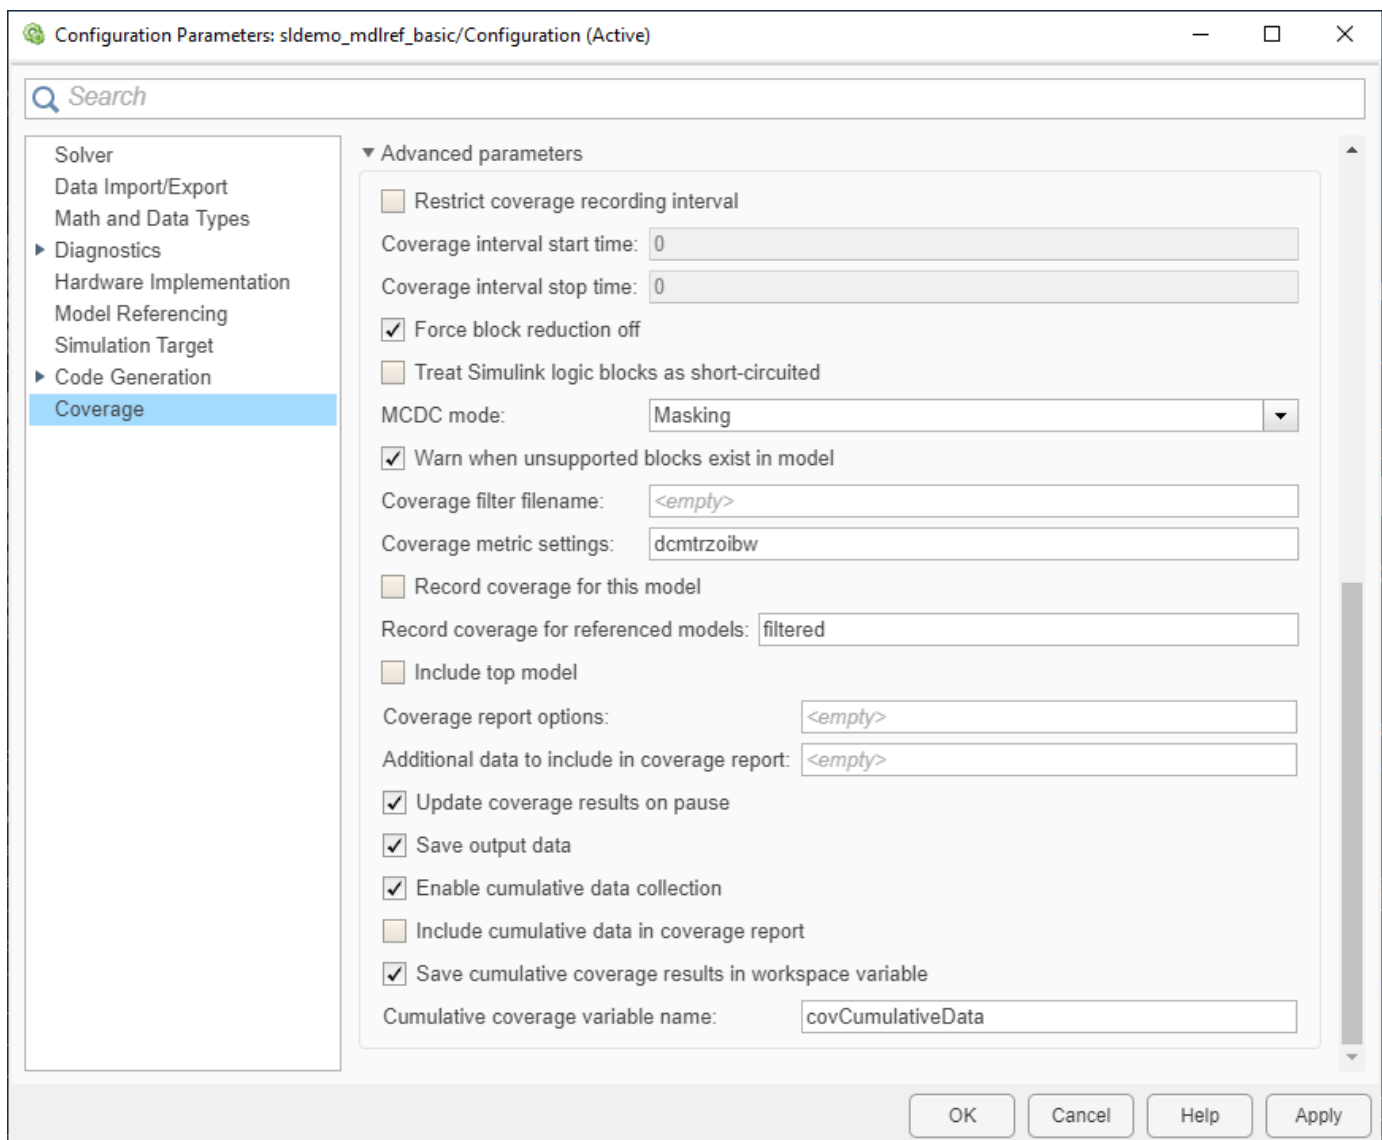 Configuration Parameters: sldemo_mdlref_basic/Configuration (Active)
Search
Solver
Data Import/Export
Math and Data Types
Diagnostics
Hardware Implementation
Model Referencing
Simulation Target
Code Generation
Coverage
Advanced parameters
Restrict coverage recording interval
Coverage interval start time: 0
Coverage interval stop time: 0
Force block reduction off
Treat Simulink logic blocks as short-circuited
MCDC mode: Masking
Warn when unsupported blocks exist in model
Coverage filter filename: <empty>
Coverage metric settings: dcmtrzoibw
Record coverage for this model
Record coverage for referenced models: filtered
Include top model
Coverage report options: <empty>
Additional data to include in coverage report: <empty>
Update coverage results on pause
Save output data
Enable cumulative data collection
Include cumulative data in coverage report
Save cumulative coverage results in workspace variable
Cumulative coverage variable name: covCumulativeData
OK Cancel Help Apply